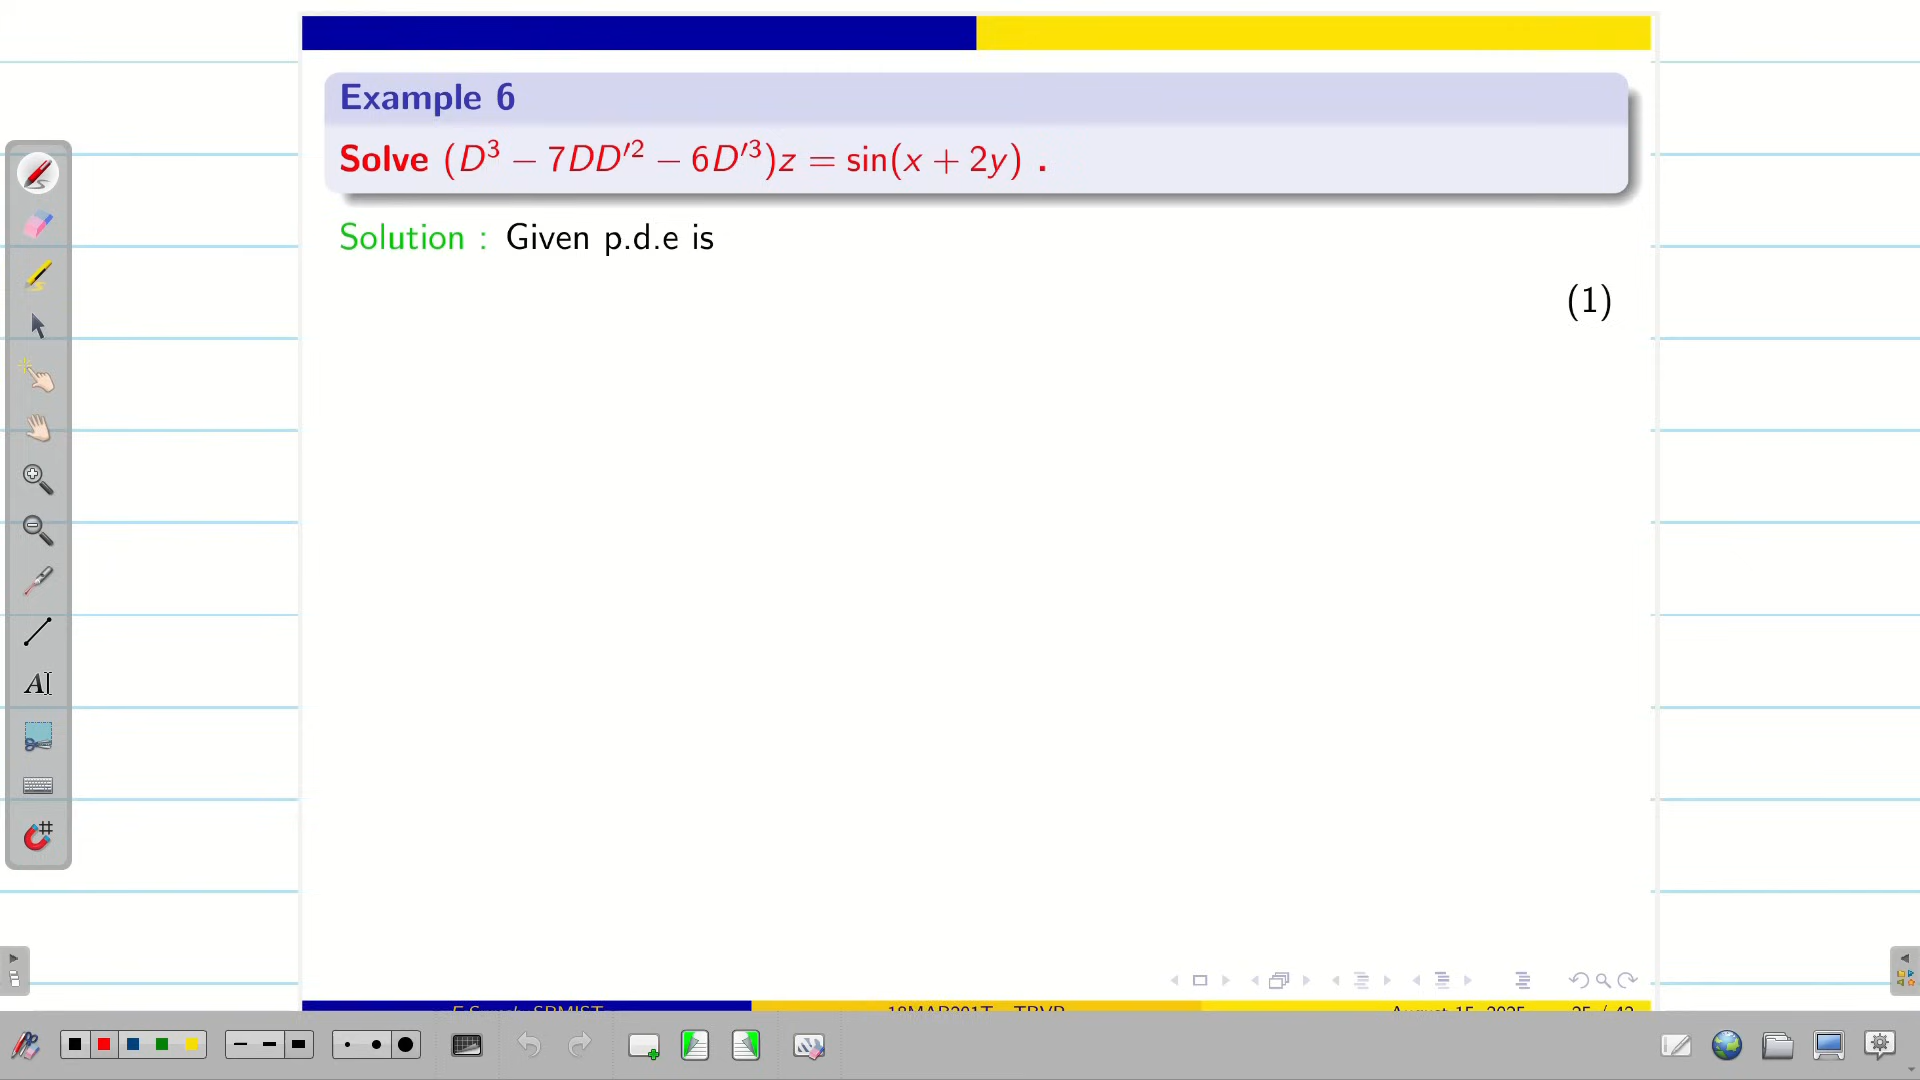 Example 6
Solve (D³ − 7DD′² − 6D′³)z = sin(x + 2y) .
Solution : Given p.d.e is
(1)